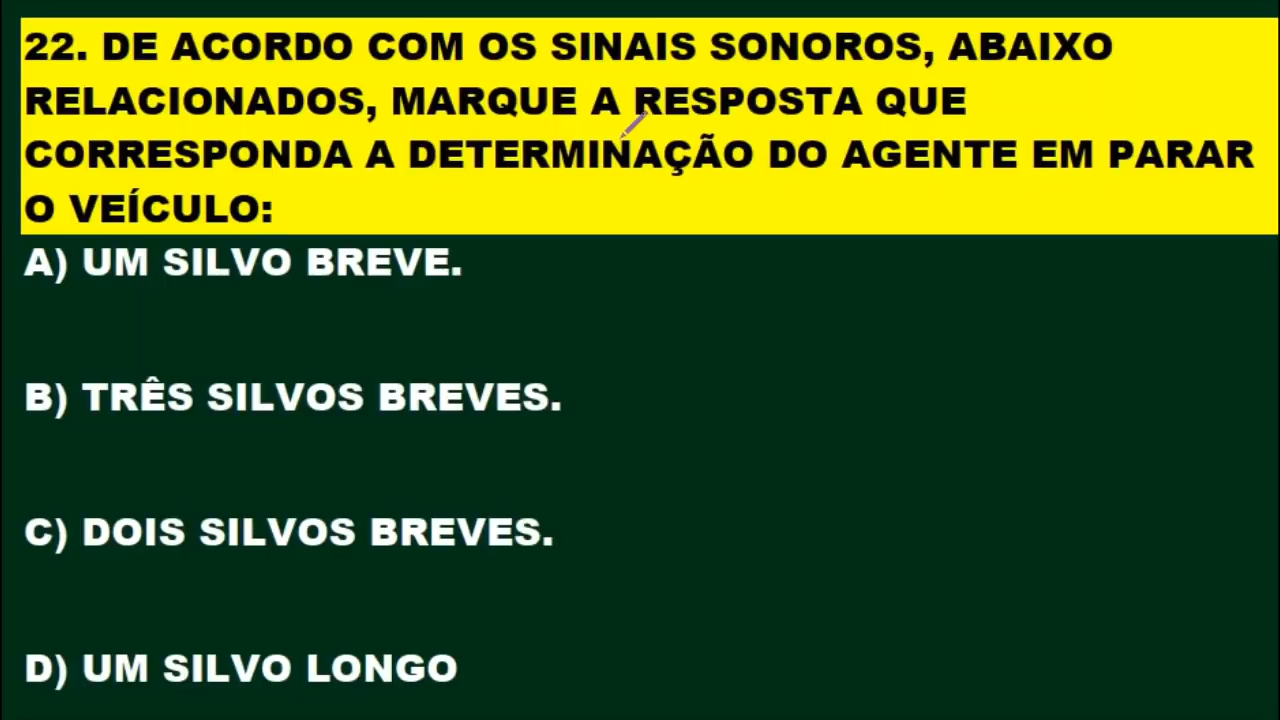 22. DE ACORDO COM OS SINAIS SONOROS, ABAIXO
RELACIONADOS, MARQUE A RESPOSTA QUE
CORRESPONDA A DETERMINAÇÃO DO AGENTE EM PARAR
O VEÍCULO:
A) UM SILVO BREVE.
B) TRÊS SILVOS BREVES.
C) DOIS SILVOS BREVES.
D) UM SILVO LONGO